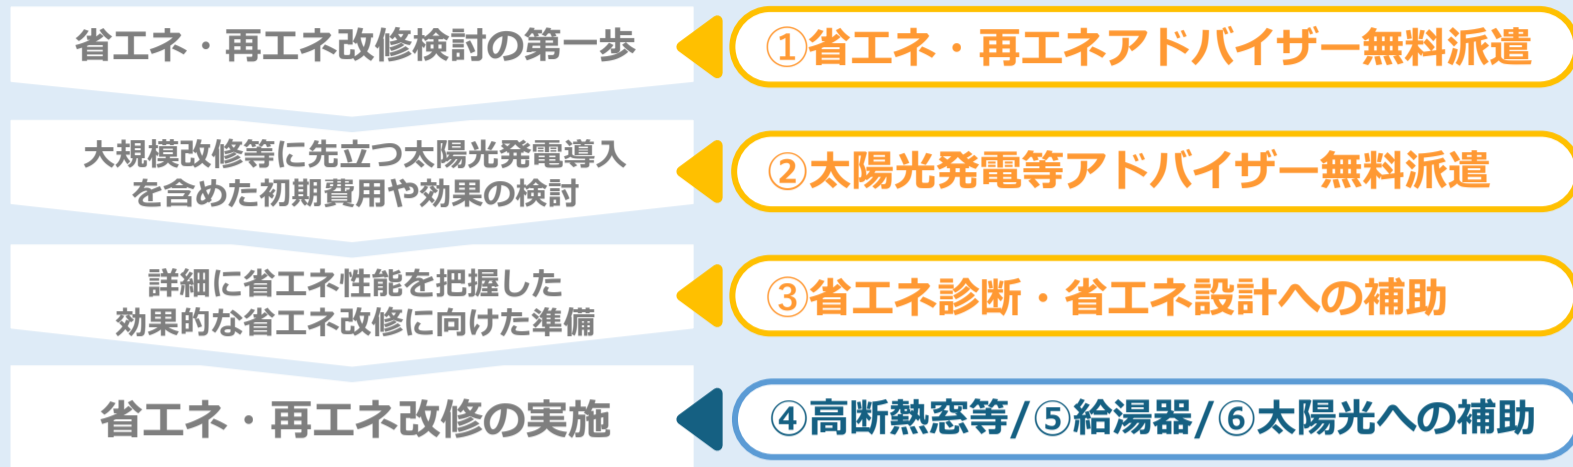 省エネ・再エネ改修検討の第一歩
①省エネ・再エネアドバイザー無料派遣
大規模改修等に先立つ太陽光発電導入
を含めた初期費用や効果の検討
②太陽光発電等アドバイザー無料派遣
詳細に省エネ性能を把握した
効果的な省エネ改修に向けた準備
③省エネ診断・省エネ設計への補助
省エネ・再エネ改修の実施
④高断熱窓等/⑤給湯器/⑥太陽光への補助